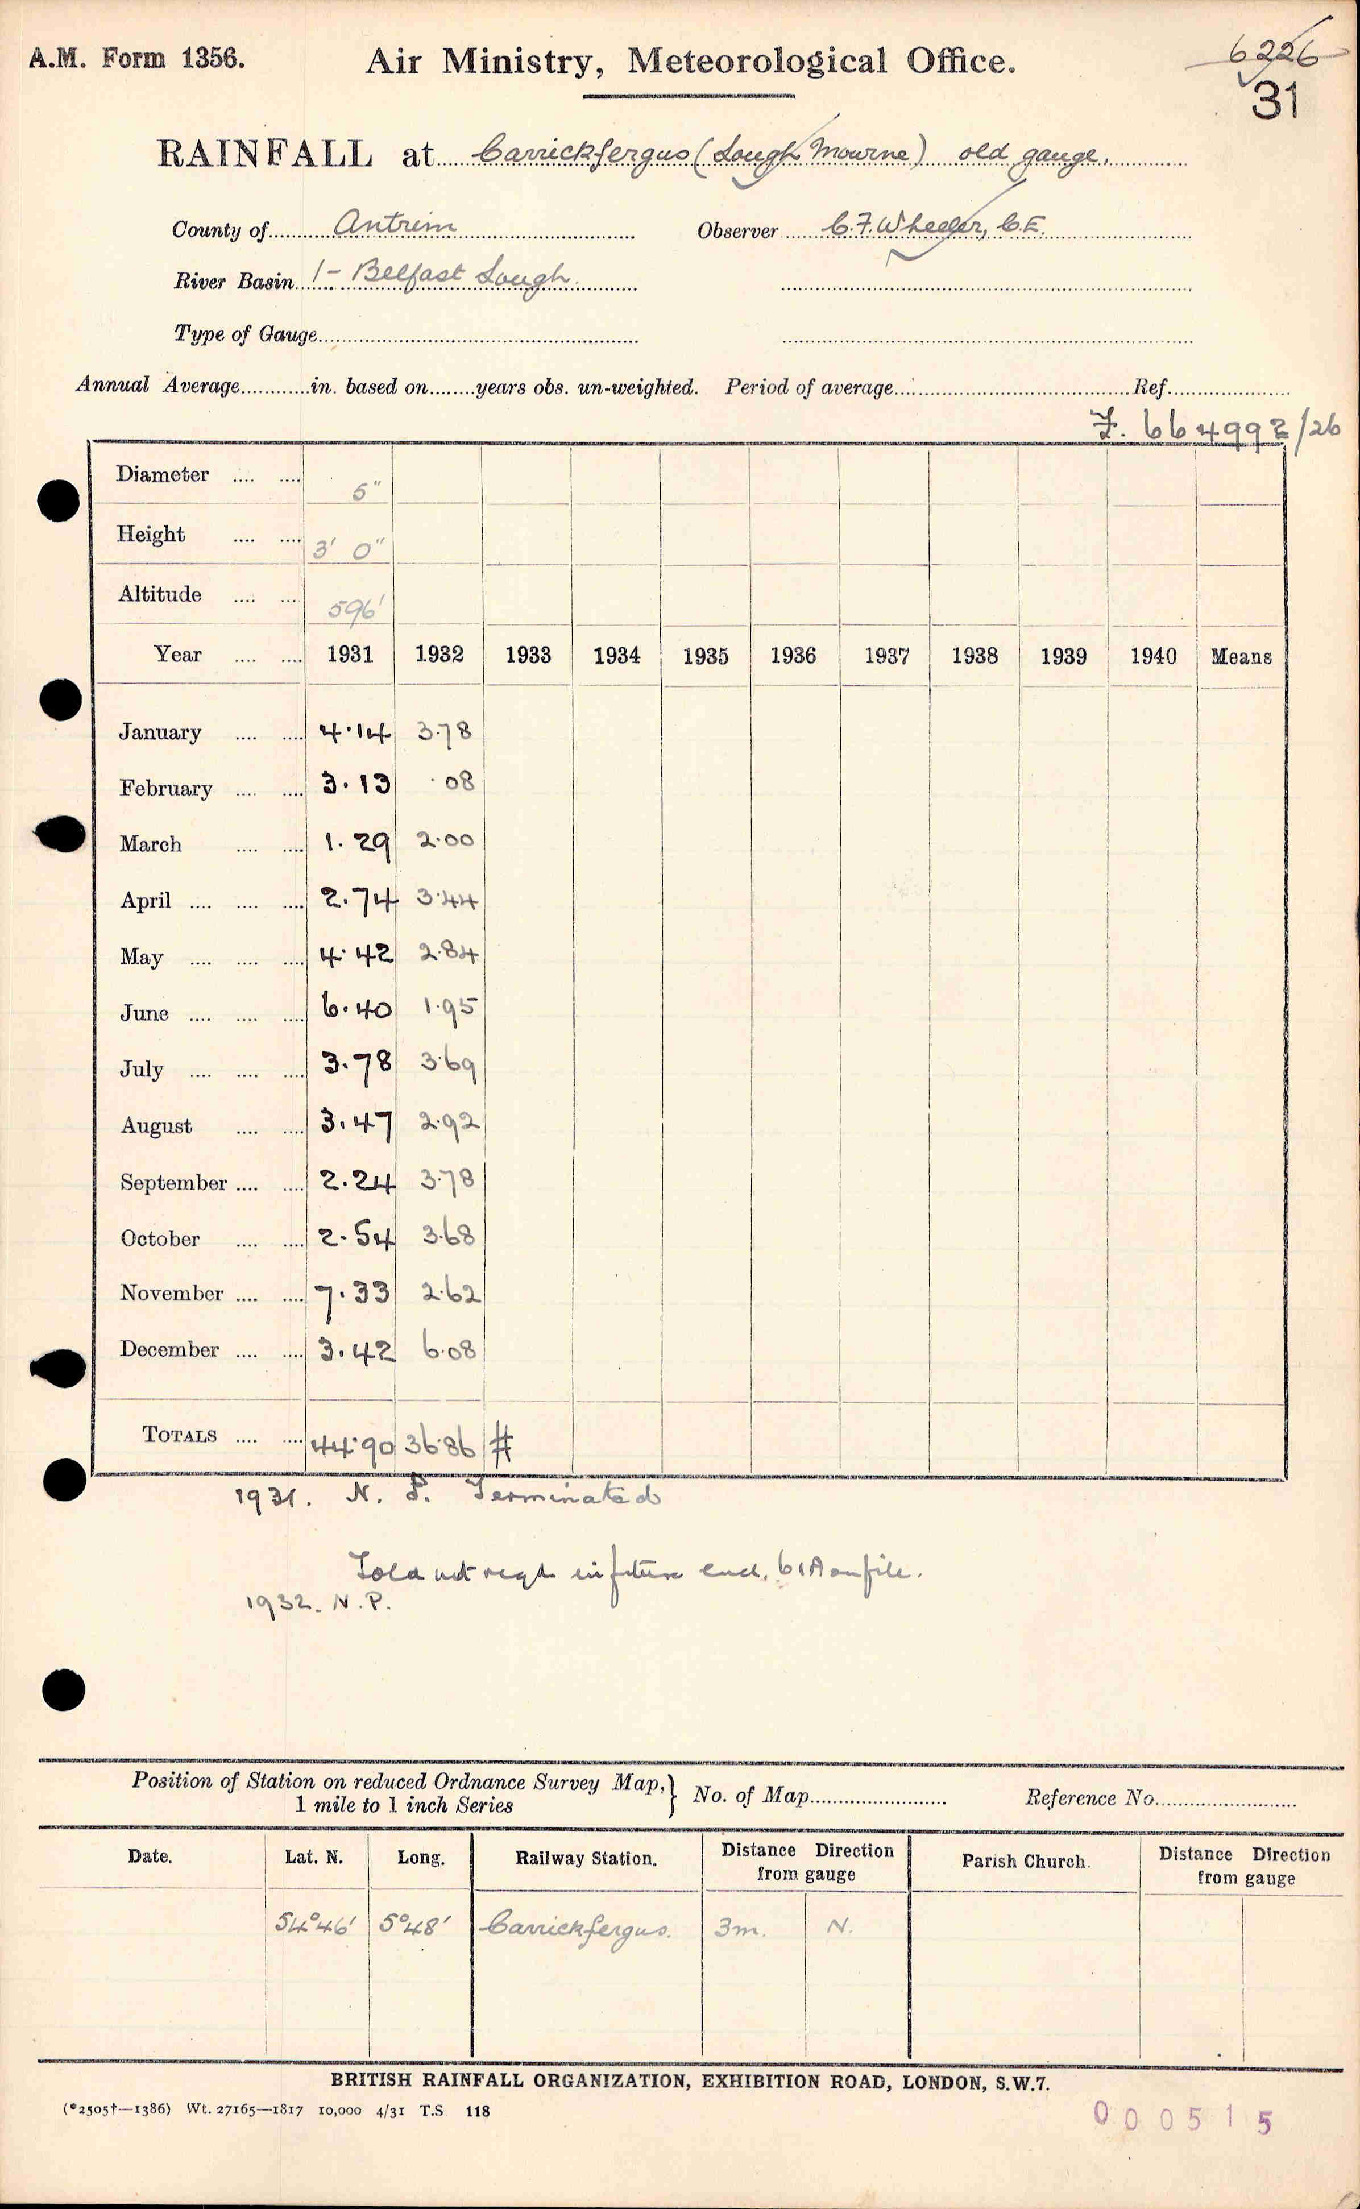 A.M. Form 1356.
Air Ministry, Meteorological Office.
6226
31
RAINFALL at Carrickfergus (Lough Mourne) old gauge.
County of Antrim Observer C.F. Wheeler, C.E.
River Basin 1- Belfast Lough.
Type of Gauge
Annual Average in. based on years obs. un-weighted. Period of average Ref.
F. 664992/26
Diameter 5"
Height 3' 0"
Altitude 596'
Year 1931 1932 1933 1934 1935 1936 1937 1938 1939 1940 Means
January 4.14 3.78
February 3.13 .08
March 1.29 2.00
April 2.74 3.44
May 4.42 2.84
June 6.40 1.95
July 3.78 3.69
August 3.47 2.92
September 2.24 3.78
October 2.54 3.68
November 7.33 2.62
December 3.42 6.08
TOTALS 44.90 36.86 #
1931. N. P. Terminated
Told not reqd in future encl. 61A on file.
1932. N.P.
Position of Station on reduced Ordnance Survey Map, } No. of Map Reference No.
1 mile to 1 inch Series
Date. Lat. N. Long. Railway Station. Distance Direction from gauge Parish Church. Distance Direction from gauge
54°46' 5°48' Carrickfergus. 3m. N.
BRITISH RAINFALL ORGANIZATION, EXHIBITION ROAD, LONDON, S.W.7.
(*2505†—1386) Wt. 27165—1817 10,000 4/31 T.S 118
000515